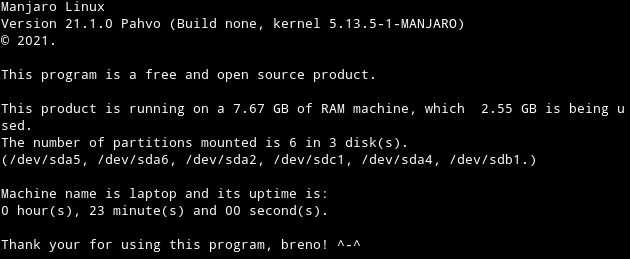 Manjaro Linux
Version 21.1.0 Pahvo (Build none, kernel 5.13.5-1-MANJARO)
© 2021.
This program is a free and open source product.
This product is running on a 7.67 GB of RAM machine, which  2.55 GB is being u
sed.
The number of partitions mounted is 6 in 3 disk(s).
(/dev/sda5, /dev/sda6, /dev/sda2, /dev/sdc1, /dev/sda4, /dev/sdb1.)
Machine name is laptop and its uptime is:
0 hour(s), 23 minute(s) and 00 second(s).
Thank your for using this program, breno! ^-^